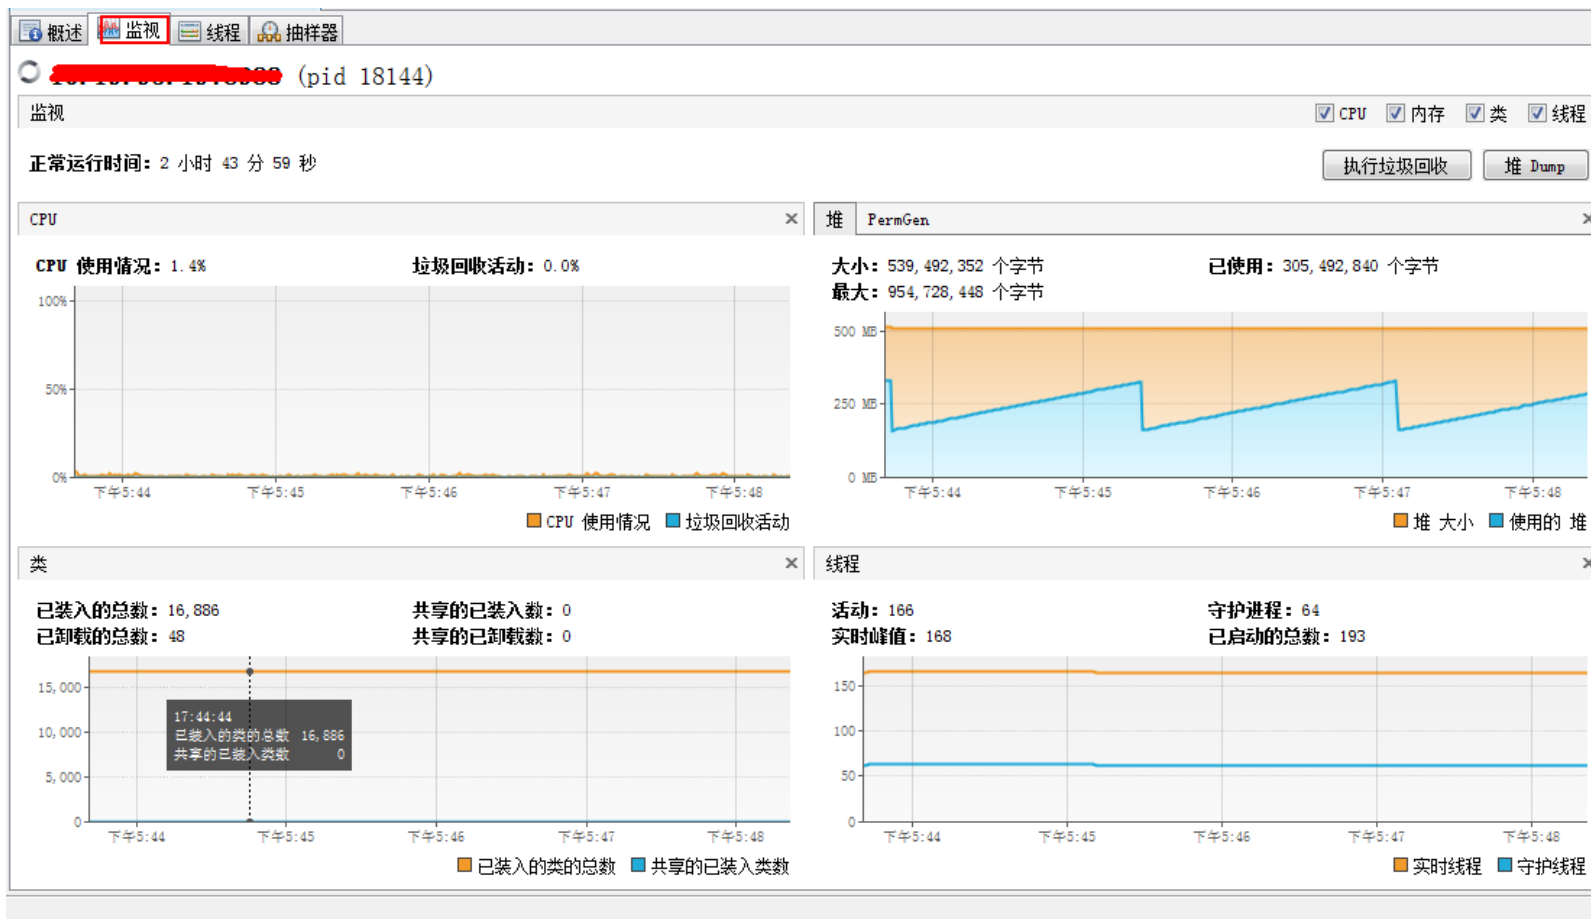 概述 监视 线程 抽样器
(pid 18144)
监视 CPU 内存 类 线程
正常运行时间: 2 小时 43 分 59 秒 执行垃圾回收 堆 Dump
CPU
CPU 使用情况: 1.4% 垃圾回收活动: 0.0%
100%
50%
0%
下午5:44 下午5:45 下午5:46 下午5:47 下午5:48
CPU 使用情况 垃圾回收活动
堆 PermGen
大小: 539,492,352 个字节 已使用: 305,492,840 个字节
最大: 954,728,448 个字节
500 MB
250 MB
0 MB
下午5:44 下午5:45 下午5:46 下午5:47 下午5:48
堆 大小 使用的 堆
类
已装入的总数: 16,886 共享的已装入数: 0
已卸载的总数: 48 共享的已卸载数: 0
15,000
10,000
5,000
0
17:44:44
已装入的类的总数 16,886
共享的已装入类数 0
下午5:44 下午5:45 下午5:46 下午5:47 下午5:48
已装入的类的总数 共享的已装入类数
线程
活动: 166 守护进程: 64
实时峰值: 168 已启动的总数: 193
150
100
50
0
下午5:44 下午5:45 下午5:46 下午5:47 下午5:48
实时线程 守护线程